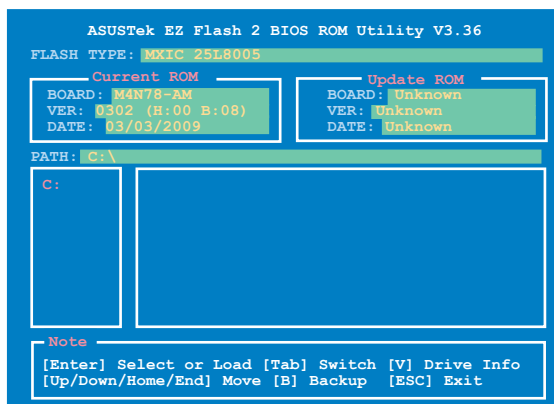 ASUSTek EZ Flash 2 BIOS ROM Utility V3.36
FLASH TYPE: MXIC 25L8005
Current ROM
BOARD: M4N78-AM
VER: 0302 (H:00 B:08)
DATE: 03/03/2009
Update ROM
BOARD: Unknown
VER: Unknown
DATE: Unknown
PATH: C:\
C:
Note
[Enter] Select or Load [Tab] Switch [V] Drive Info
[Up/Down/Home/End] Move [B] Backup [ESC] Exit